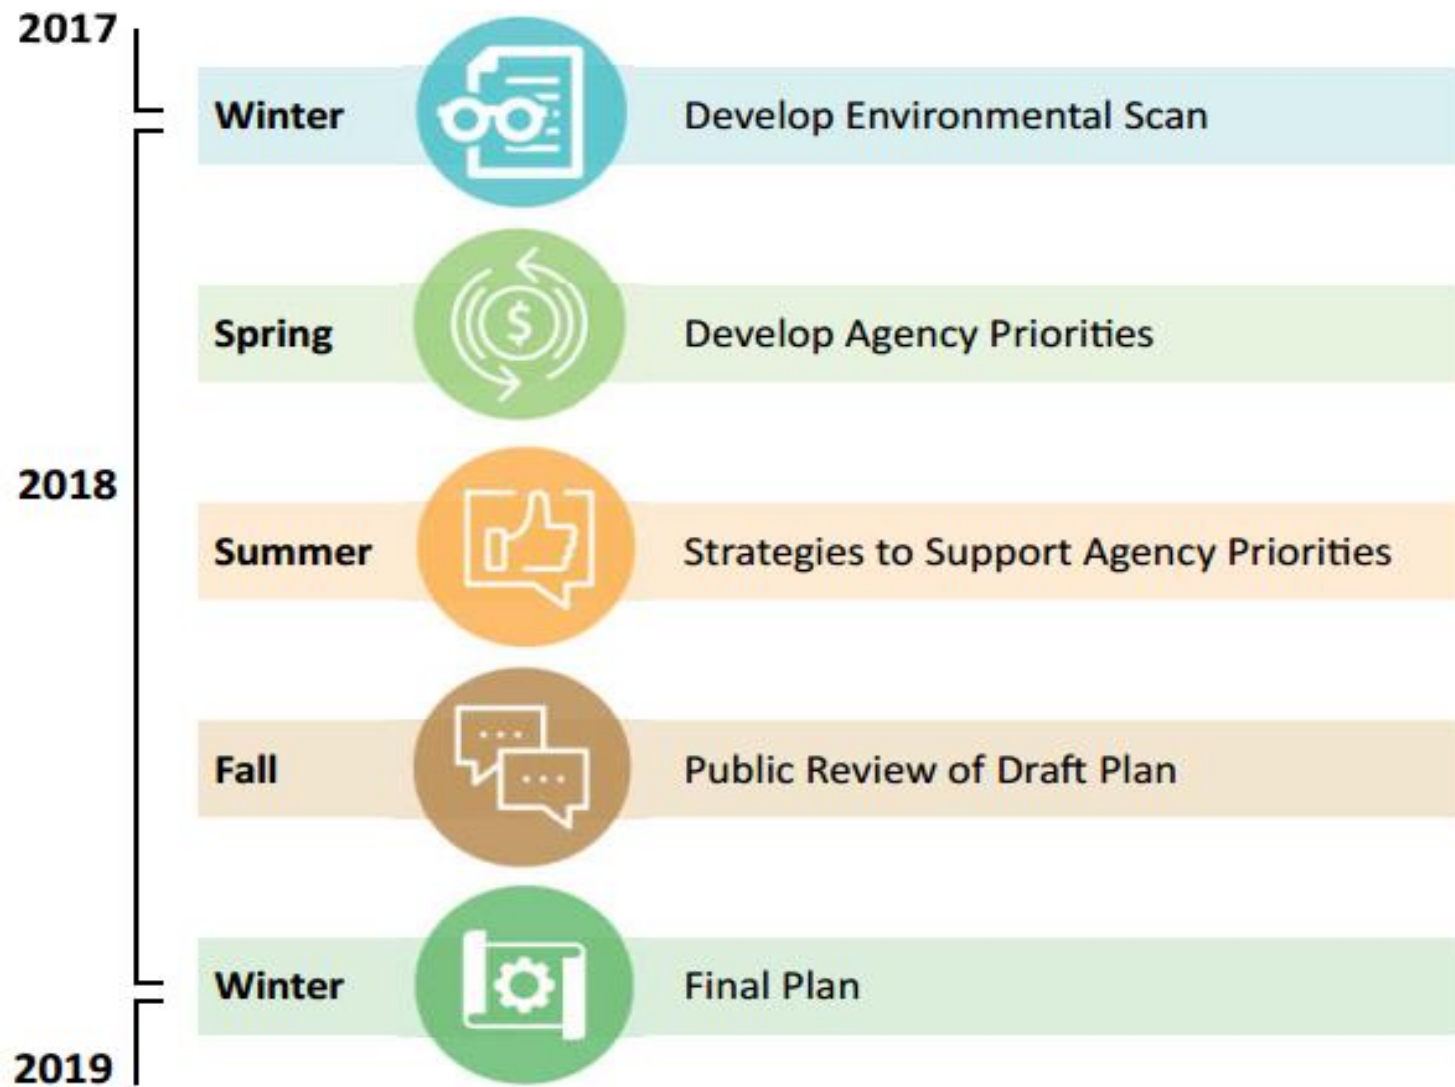 2017
Winter Develop Environmental Scan
Spring $ Develop Agency Priorities
2018
Summer Strategies to Support Agency Priorities
Fall Public Review of Draft Plan
Winter Final Plan
2019